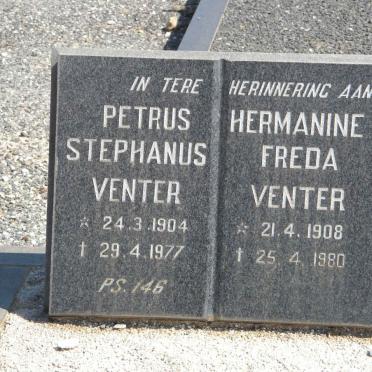 IN TERE HERINNERING AAN
PETRUS
STEPHANUS
VENTER
☆ 24.3.1904
† 29.4.1977
PS. 146
HERMANINE
FREDA
VENTER
☆ 21.4.1908
† 25.4.1980